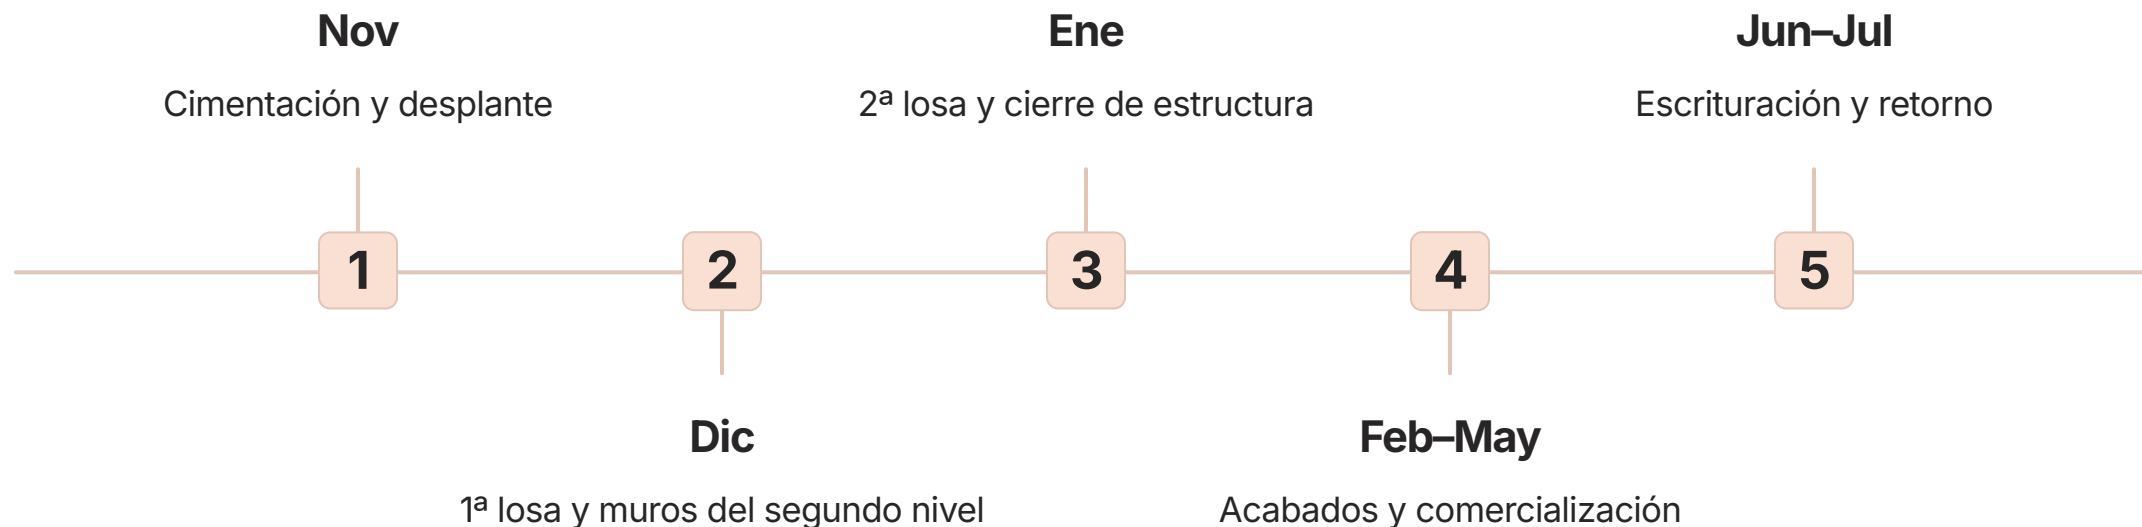 Nov
Cimentación y desplante
1
2
Dic
1ª losa y muros del segundo nivel
Ene
2ª losa y cierre de estructura
3
4
Feb–May
Acabados y comercialización
Jun–Jul
Escrituración y retorno
5